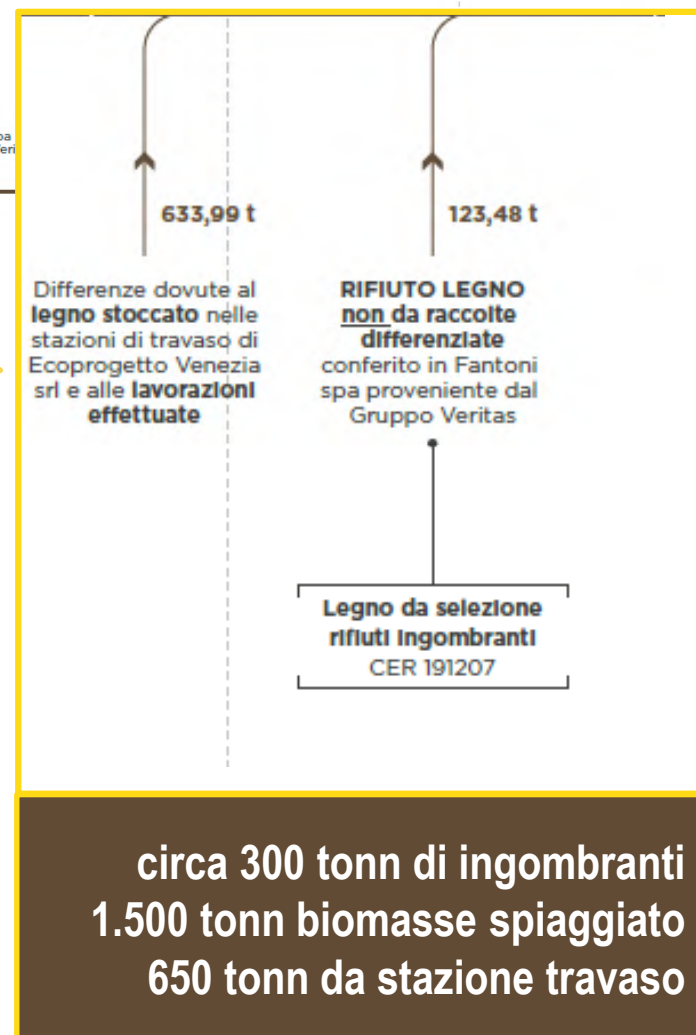 633,99 t
123,48 t
Differenze dovute al
legno stoccato nelle
stazioni di travaso di
Ecoprogetto Venezia
srl e alle lavorazioni
effettuate
RIFIUTO LEGNO
non da raccolte
differenziate
conferito in Fantoni
spa proveniente dal
Gruppo Veritas
Legno da selezione
rifiuti ingombranti
CER 191207
circa 300 tonn di ingombranti
1.500 tonn biomasse spiaggiato
650 tonn da stazione travaso